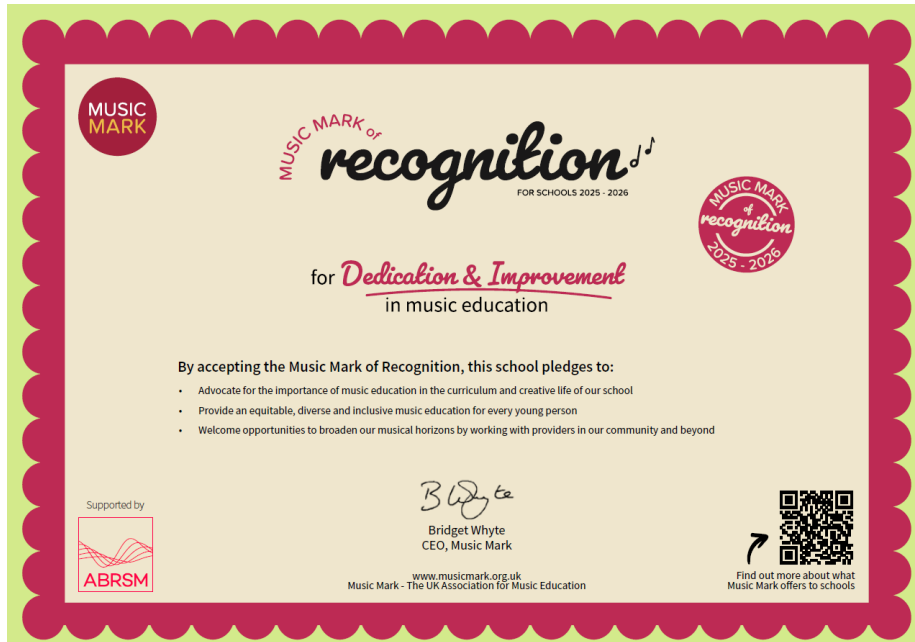 MUSIC
MARK
MUSIC MARK of
recognition
FOR SCHOOLS 2025 - 2026
MUSIC MARK
of
recognition
2025 - 2026
for Dedication & Improvement
in music education
By accepting the Music Mark of Recognition, this school pledges to:
• Advocate for the importance of music education in the curriculum and creative life of our school
• Provide an equitable, diverse and inclusive music education for every young person
• Welcome opportunities to broaden our musical horizons by working with providers in our community and beyond
Supported by
ABRSM
B Whyte
Bridget Whyte
CEO, Music Mark
www.musicmark.org.uk
Music Mark - The UK Association for Music Education
Find out more about what
Music Mark offers to schools